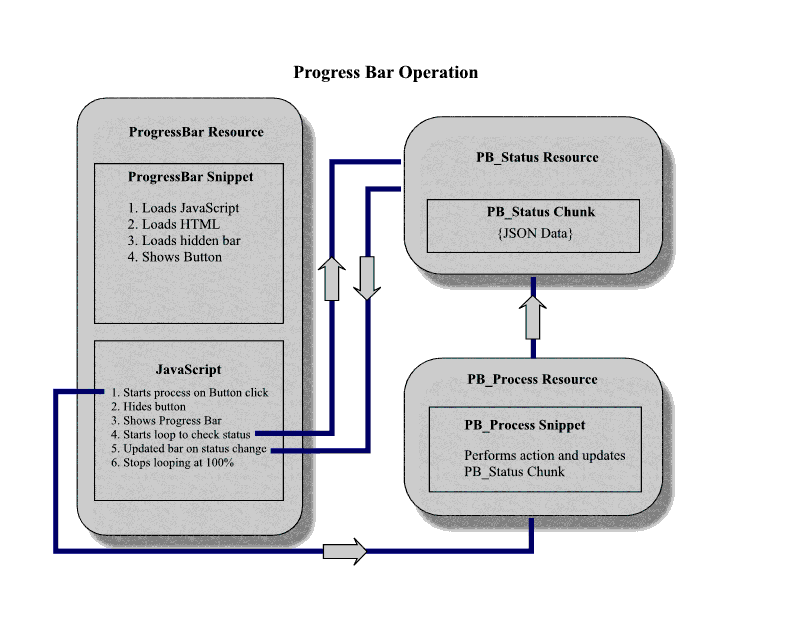 Progress Bar Operation
ProgressBar Resource
ProgressBar Snippet
1. Loads JavaScript
2. Loads HTML
3. Loads hidden bar
4. Shows Button
JavaScript
1. Starts process on Button click
2. Hides button
3. Shows Progress Bar
4. Starts loop to check status
5. Updated bar on status change
6. Stops looping at 100%
PB_Status Resource
PB_Status Chunk
{JSON Data}
PB_Process Resource
PB_Process Snippet
Performs action and updates
PB_Status Chunk